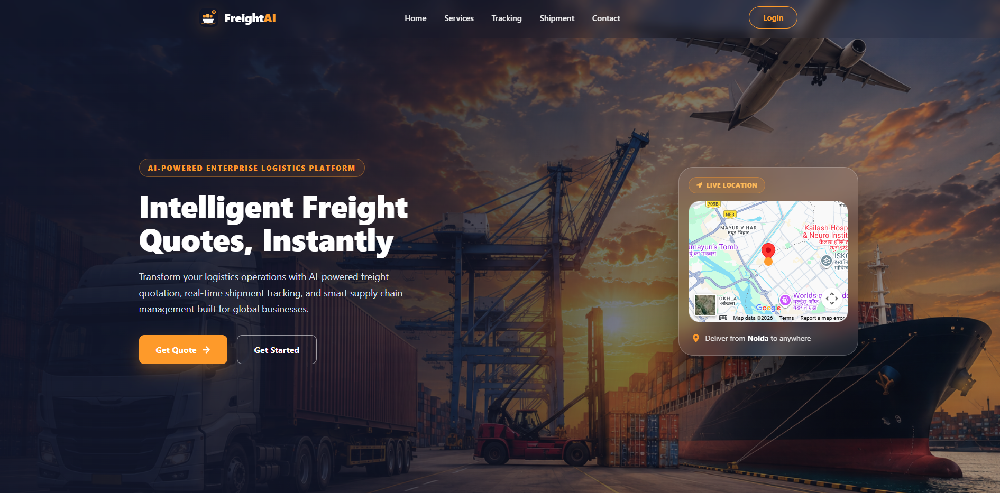 FreightAI
Home Services Tracking Shipment Contact
Login
AI-POWERED ENTERPRISE LOGISTICS PLATFORM
Intelligent Freight
Quotes, Instantly
Transform your logistics operations with AI-powered freight
quotation, real-time shipment tracking, and smart supply chain
management built for global businesses.
Get Quote
Get Started
LIVE LOCATION
709B
NE3
MAYUR VIHAR
मयूर विहार
Kailash Hosp
& Neuro Instit
कैलाश हॉस्पि
न्यूरो इंस्टी
umayun's Tomb
यूं का मकबरा
ISKC
इस्कॉन
गोविन्द
OKHLA
ओखला
Worlds o de
वर्ल्ड्स ऑफ
वंडर नोएडा
Google
Map data ©2026 Terms Report a map error
Deliver from Noida to anywhere